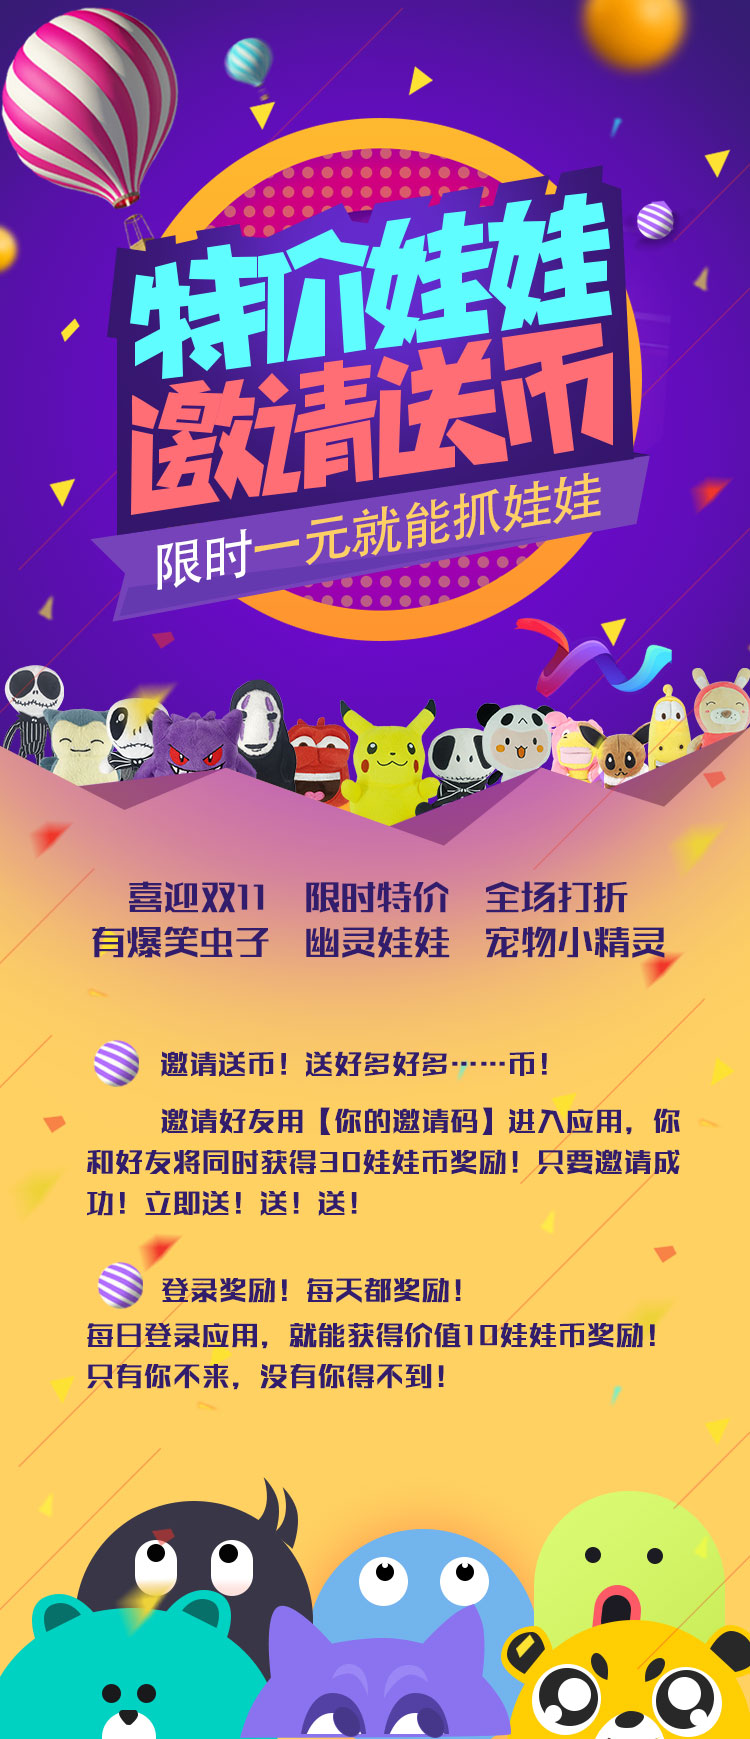 特价娃娃
邀请送币
限时一元就能抓娃娃
喜迎双11 限时特价 全场打折
有爆笑虫子 幽灵娃娃 宠物小精灵
邀请送币！送好多好多……币！
邀请好友用【你的邀请码】进入应用，你
和好友将同时获得30娃娃币奖励！只要邀请成
功！立即送！送！送！
登录奖励！每天都奖励！
每日登录应用，就能获得价值10娃娃币奖励！
只有你不来，没有你得不到！